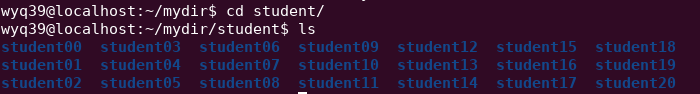 wyq39@localhost:~/mydir$ cd student/
wyq39@localhost:~/mydir/student$ ls
student00  student03  student06  student09  student12  student15  student18
student01  student04  student07  student10  student13  student16  student19
student02  student05  student08  student11  student14  student17  student20